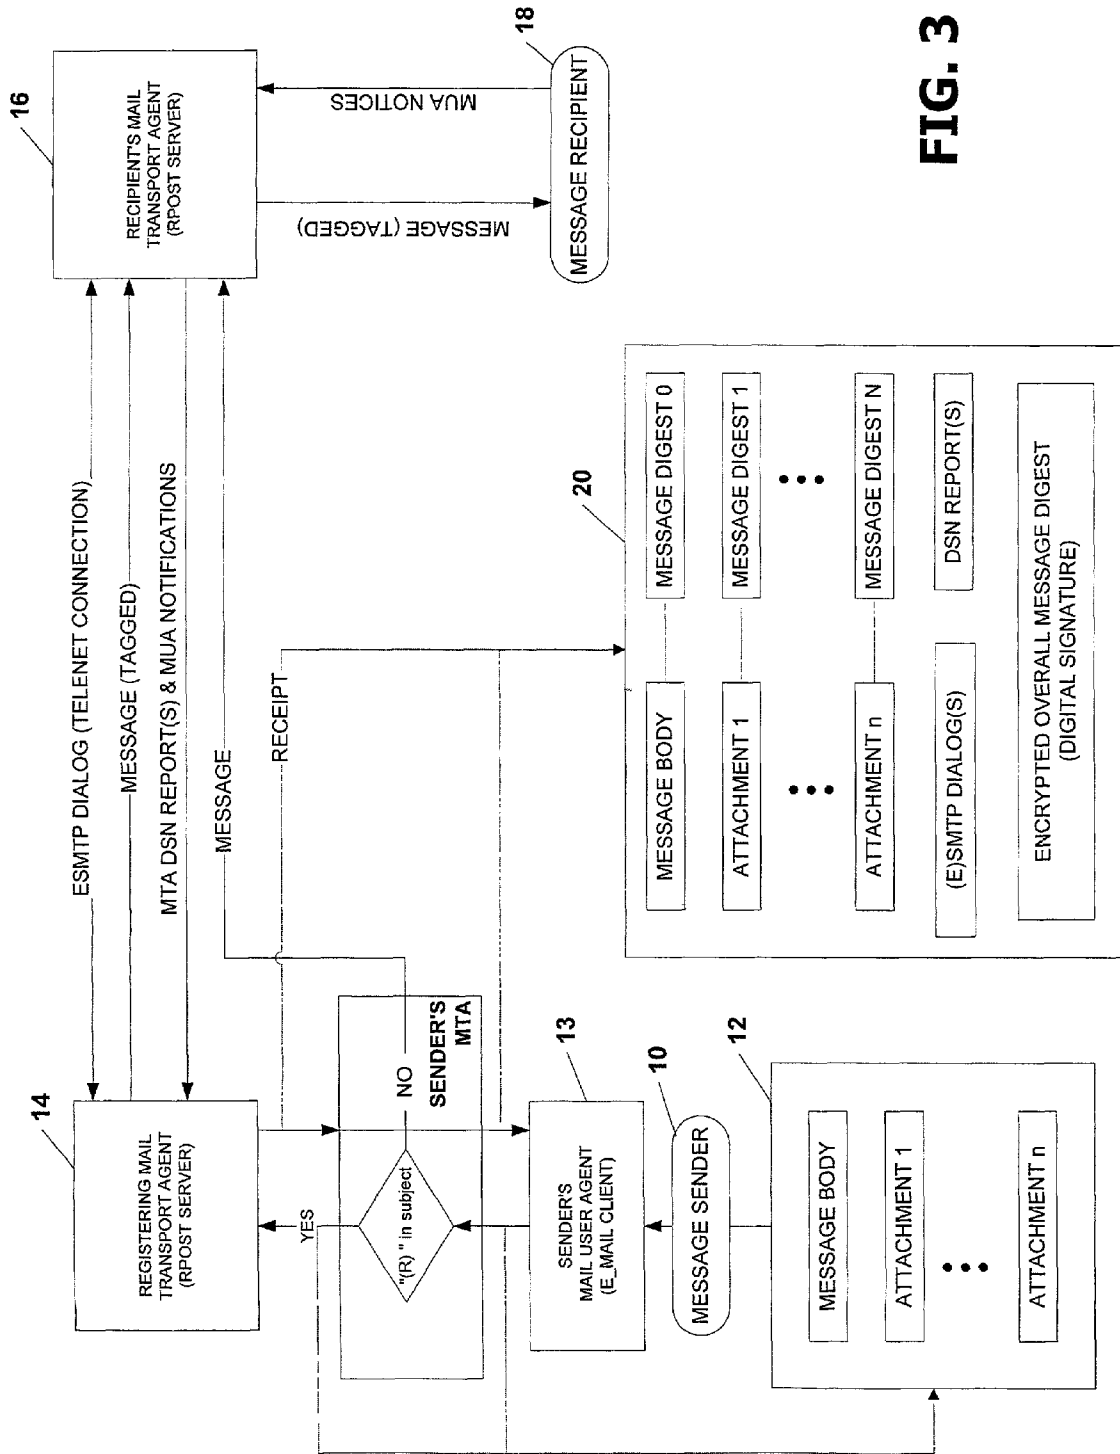 14
REGISTERING MAIL
TRANSPORT AGENT
(RPOST SERVER)
ESMTP DIALOG (TELENET CONNECTION)
MESSAGE (TAGGED)
MTA DSN REPORT(S) & MUA NOTIFICATIONS
MESSAGE
16
RECIPIENT'S MAIL
TRANSPORT AGENT
(RPOST SERVER)
YES
"(R) " in subject
NO
SENDER'S
MTA
RECEIPT
MESSAGE (TAGGED)
MUA NOTICES
13
SENDER'S
MAIL USER AGENT
(E_MAIL CLIENT)
10
MESSAGE SENDER
18
MESSAGE RECIPIENT
12
MESSAGE BODY
ATTACHMENT 1
ATTACHMENT n
20
MESSAGE BODY
MESSAGE DIGEST 0
ATTACHMENT 1
MESSAGE DIGEST 1
ATTACHMENT n
MESSAGE DIGEST N
(E)SMTP DIALOG(S)
DSN REPORT(S)
ENCRYPTED OVERALL MESSAGE DIGEST
(DIGITAL SIGNATURE)
FIG. 3